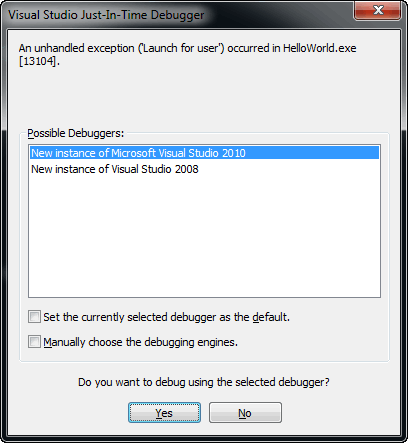 Visual Studio Just-In-Time Debugger
An unhandled exception ('Launch for user') occurred in HelloWorld.exe
[13104].
Possible Debuggers:
New instance of Microsoft Visual Studio 2010
New instance of Visual Studio 2008
Set the currently selected debugger as the default.
Manually choose the debugging engines.
Do you want to debug using the selected debugger?
Yes
No